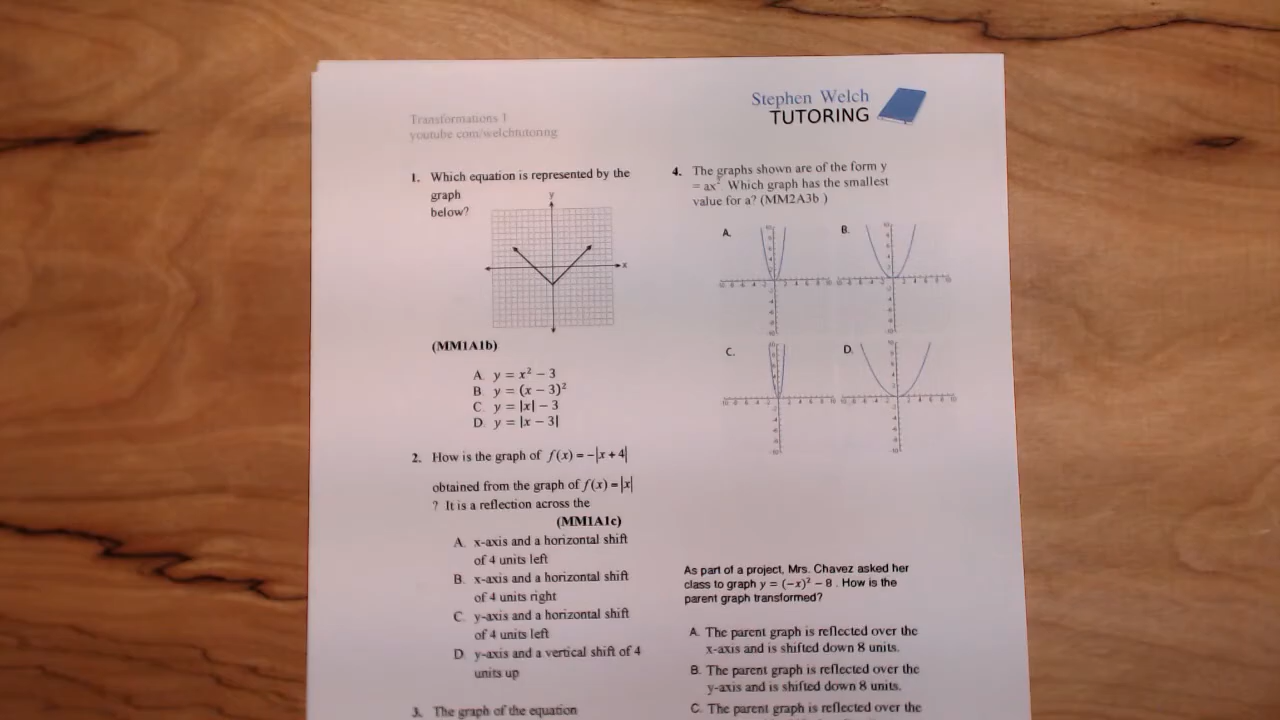 Transformations 1
youtube.com/welchtutoring
Stephen Welch
TUTORING
1. Which equation is represented by the
graph
below?
y
x
(MM1A1b)
A. y = x² − 3
B. y = (x − 3)²
C. y = |x| − 3
D. y = |x − 3|
2. How is the graph of f(x) = −|x + 4|
obtained from the graph of f(x) = |x|
? It is a reflection across the
(MM1A1c)
A. x-axis and a horizontal shift
of 4 units left
B. x-axis and a horizontal shift
of 4 units right
C. y-axis and a horizontal shift
of 4 units left
D. y-axis and a vertical shift of 4
units up
3. The graph of the equation
4. The graphs shown are of the form y
= ax². Which graph has the smallest
value for a? (MM2A3b )
A.
B.
C.
D.
As part of a project, Mrs. Chavez asked her
class to graph y = (−x)² − 8 . How is the
parent graph transformed?
A. The parent graph is reflected over the
x-axis and is shifted down 8 units.
B. The parent graph is reflected over the
y-axis and is shifted down 8 units.
C. The parent graph is reflected over the